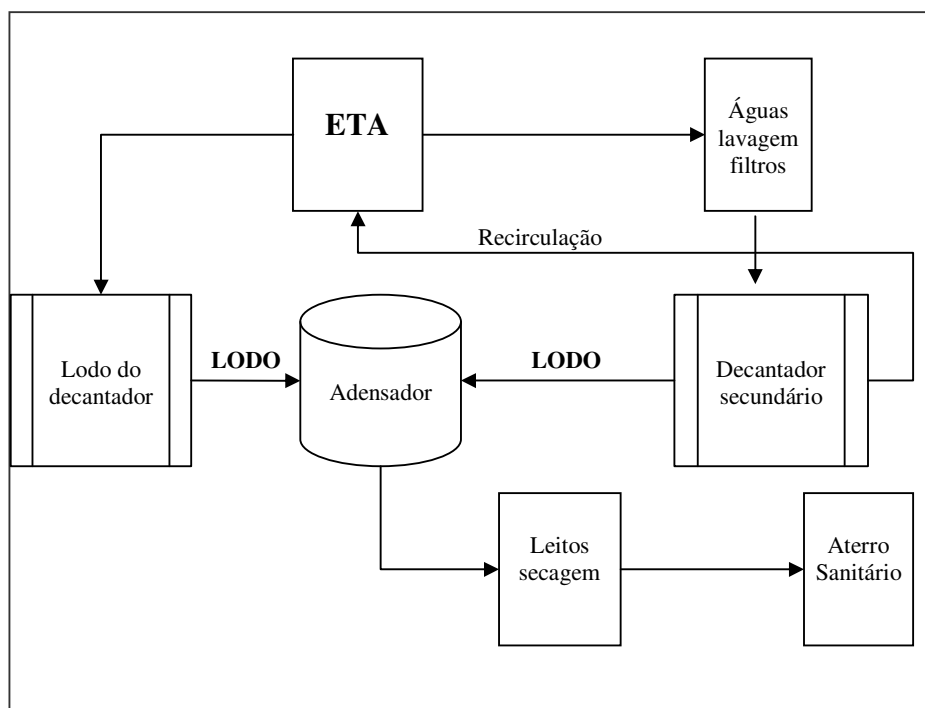 ETA
Águas
lavagem
filtros
Recirculação
Lodo do
decantador
LODO
Adensador
LODO
Decantador
secundário
Leitos
secagem
Aterro
Sanitário